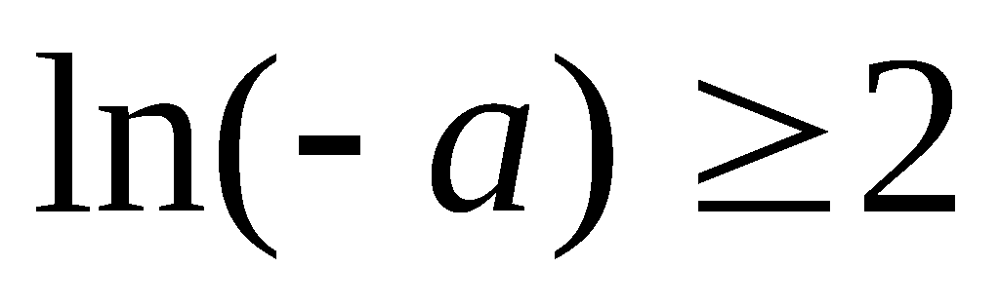 ln(- a) ≥2